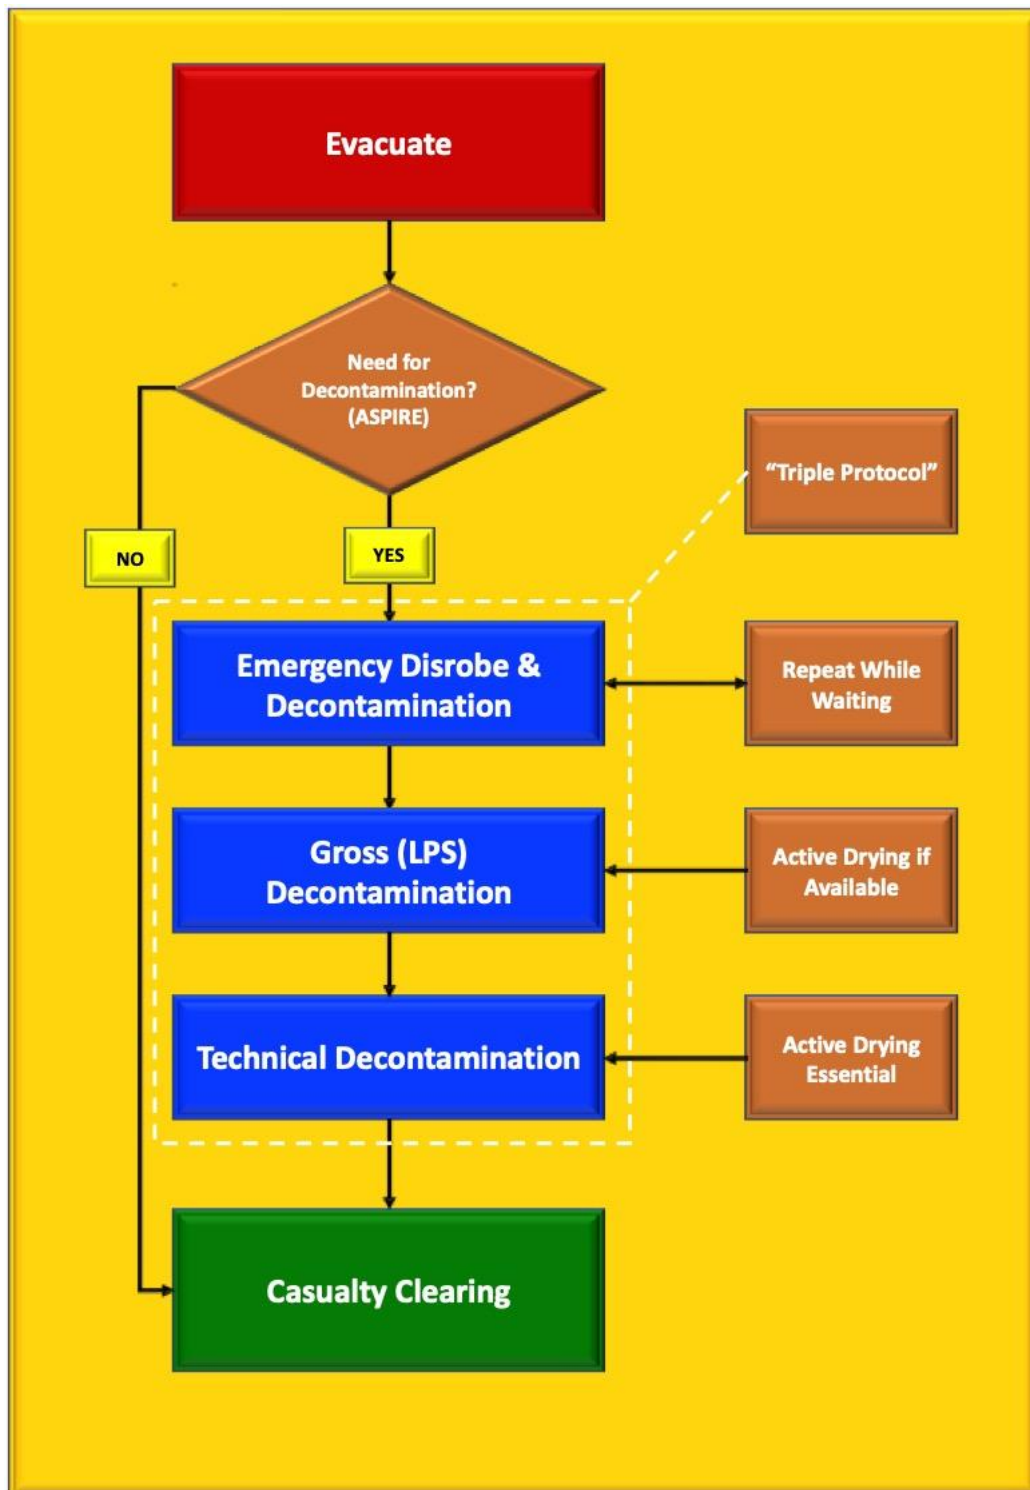 Evacuate
Need for
Decontamination?
(ASPIRE)
“Triple Protocol”
NO
YES
Emergency Disrobe &
Decontamination
Repeat While
Waiting
Gross (LPS)
Decontamination
Active Drying if
Available
Technical Decontamination
Active Drying
Essential
Casualty Clearing